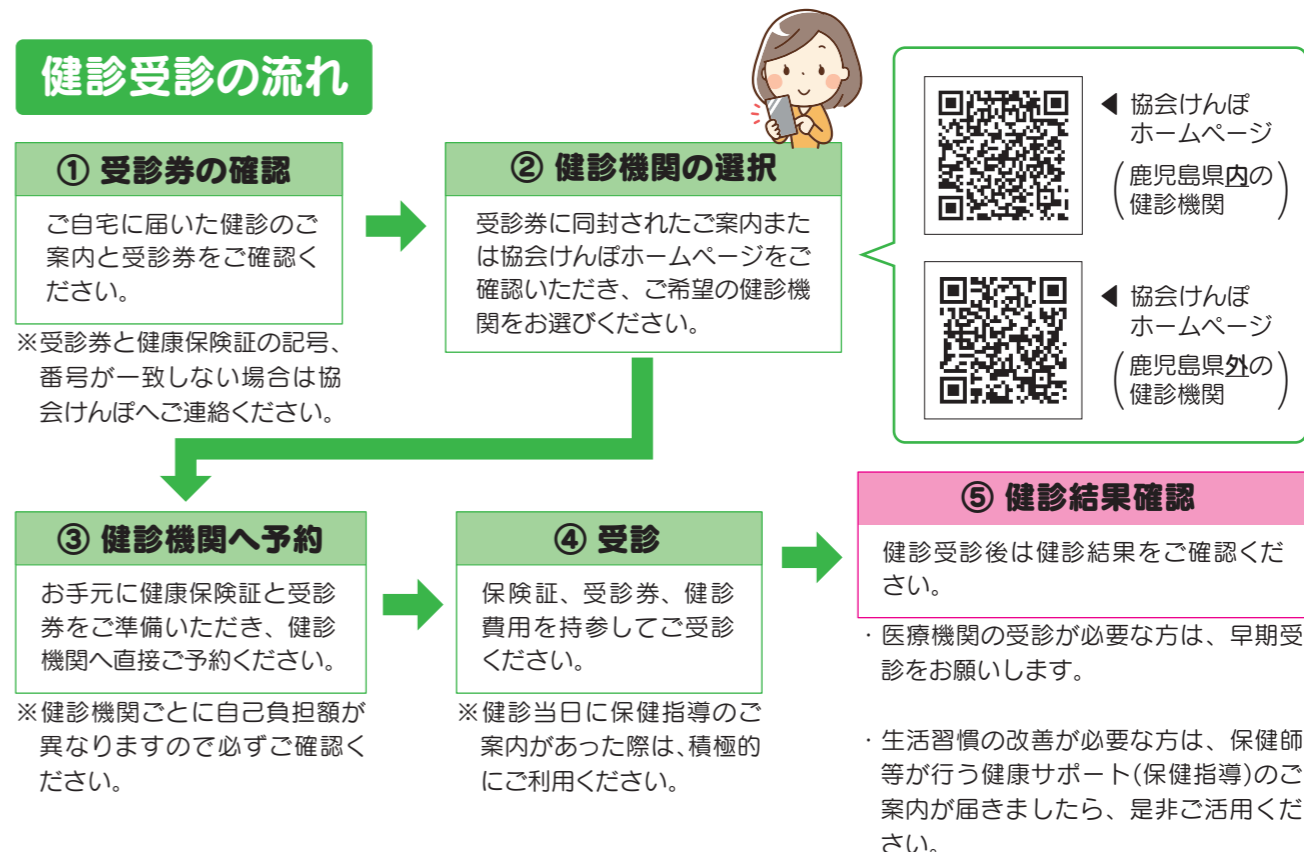 健診受診の流れ
① 受診券の確認
ご自宅に届いた健診のご
案内と受診券をご確認く
ださい。
※受診券と健康保険証の記号、
番号が一致しない場合は協
会けんぽへご連絡ください。
② 健診機関の選択
受診券に同封されたご案内また
は協会けんぽホームページをご
確認いただき、ご希望の健診機
関をお選びください。
◀ 協会けんぽ
ホームページ
(鹿児島県内の
健診機関)
◀ 協会けんぽ
ホームページ
(鹿児島県外の
健診機関)
③ 健診機関へ予約
お手元に健康保険証と受診
券をご準備いただき、健診
機関へ直接ご予約ください。
※健診機関ごとに自己負担額が
異なりますので必ずご確認く
ださい。
④ 受診
保険証、受診券、健診
費用を持参してご受診
ください。
※健診当日に保健指導のご
案内があった際は、積極的
にご利用ください。
⑤ 健診結果確認
健診受診後は健診結果をご確認くだ
さい。
・医療機関の受診が必要な方は、早期受
診をお願いします。
・生活習慣の改善が必要な方は、保健師
等が行う健康サポート(保健指導)のご
案内が届きましたら、是非ご活用くだ
さい。